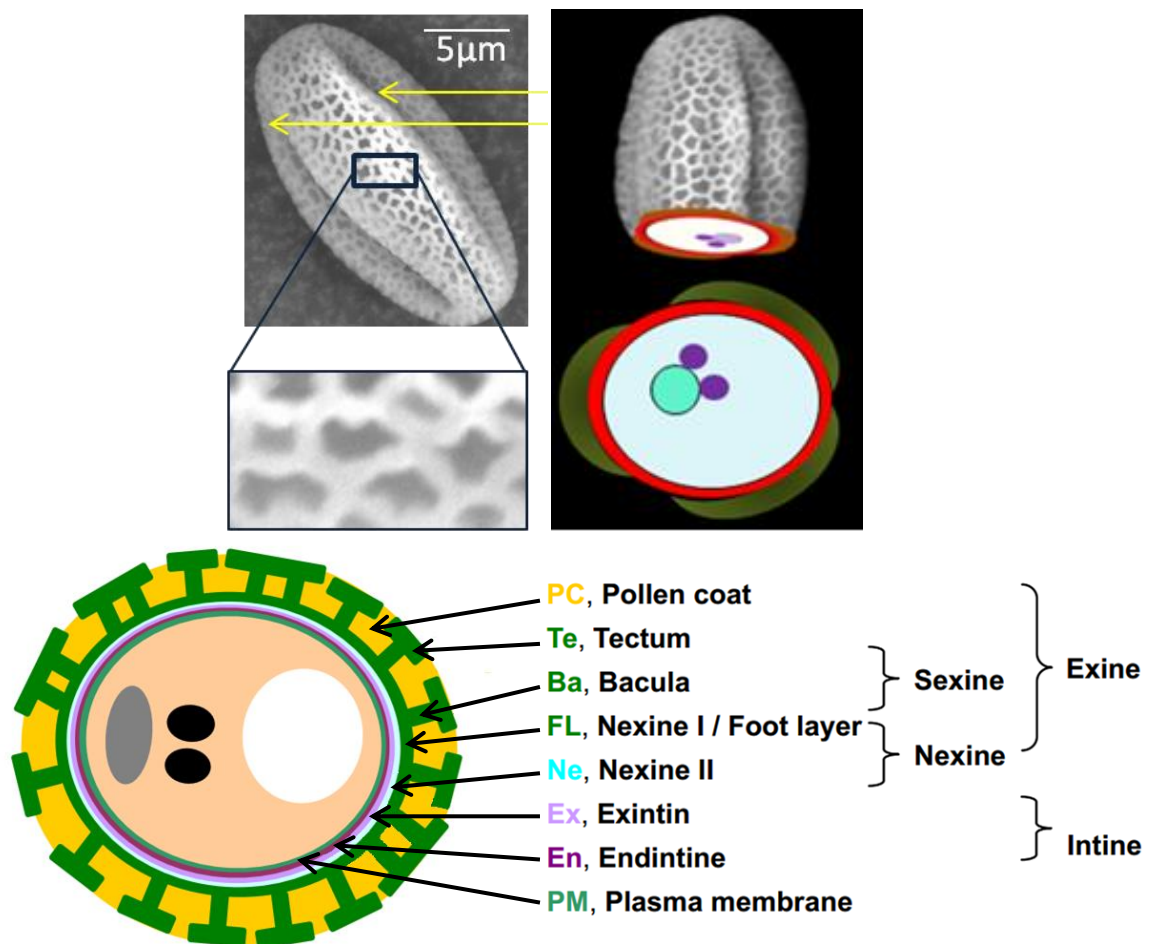 5μm
PC, Pollen coat
Te, Tectum
Ba, Bacula
Sexine
Exine
FL, Nexine I / Foot layer
Nexine
Ne, Nexine II
Ex, Exintin
En, Endintine
Intine
PM, Plasma membrane